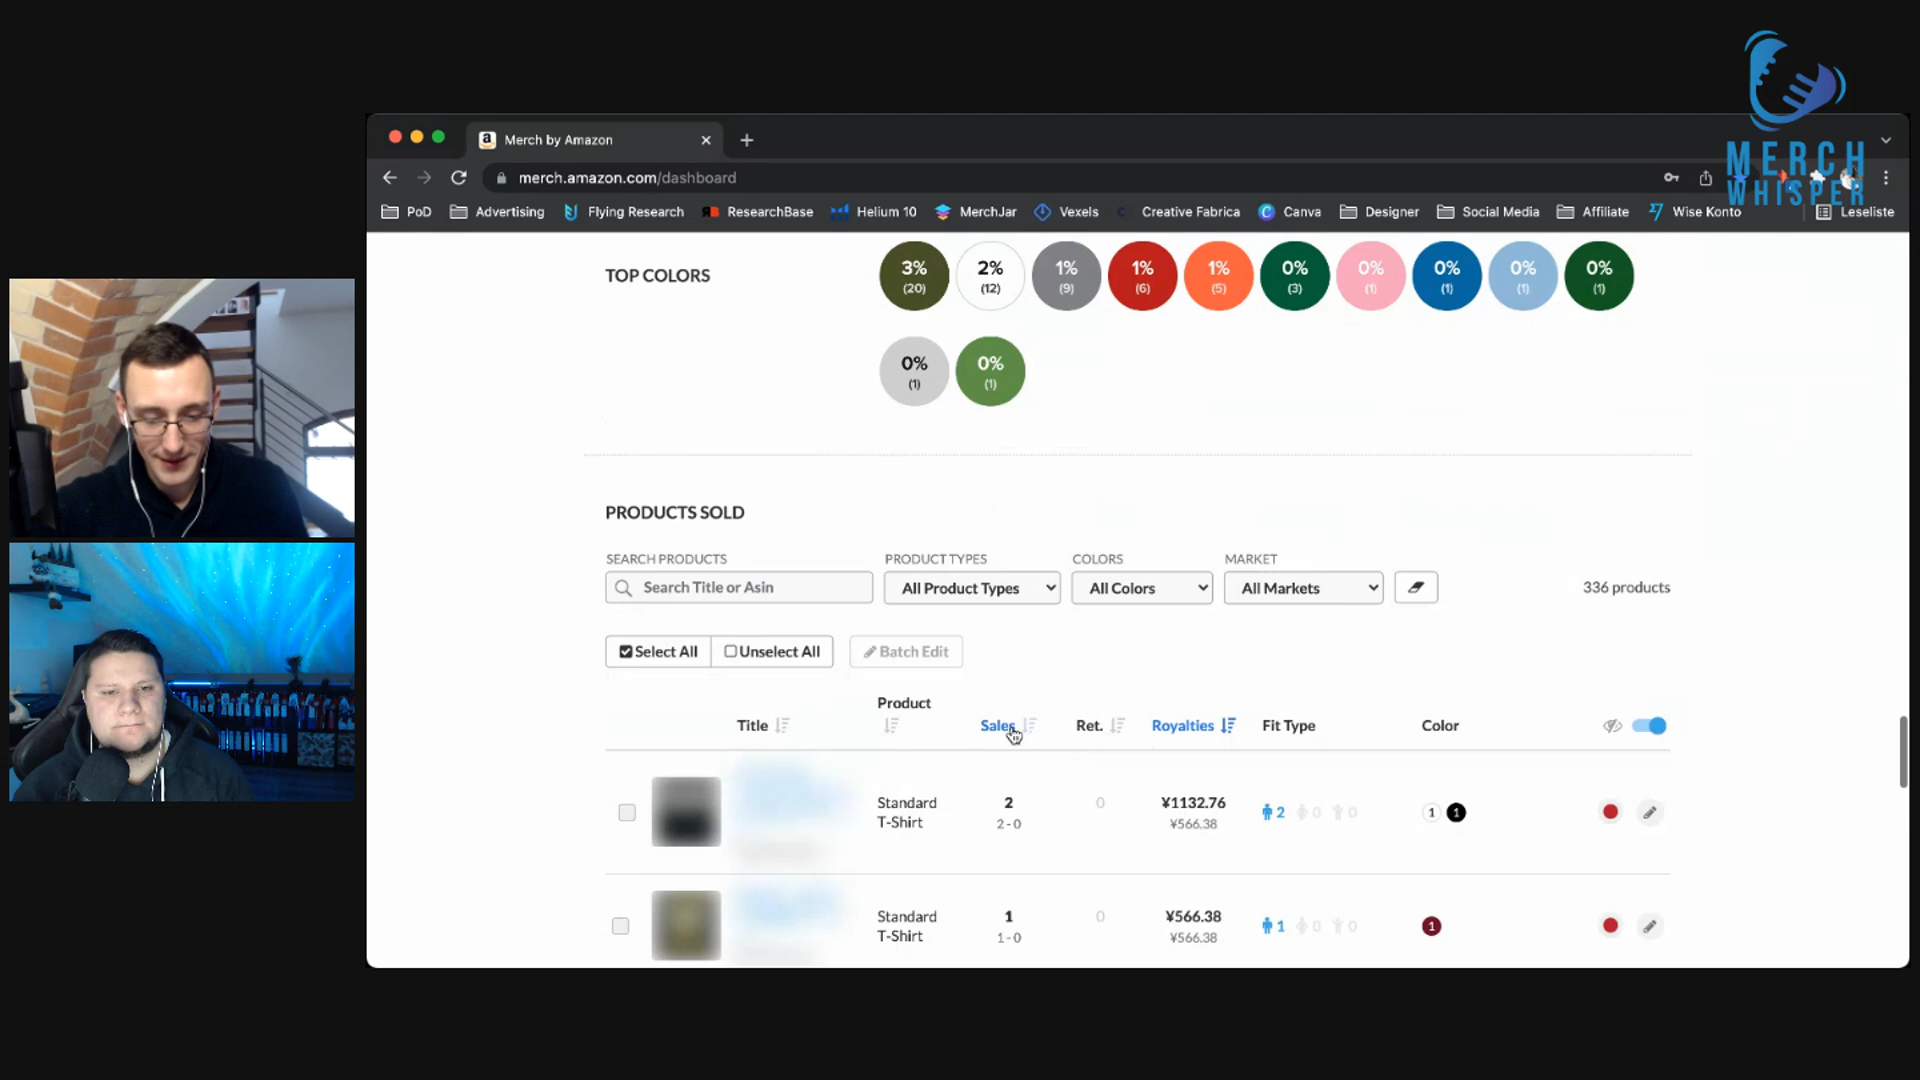 MERCH
WHISPER
Merch by Amazon
merch.amazon.com/dashboard
PoD Advertising Flying Research ResearchBase Helium 10 MerchJar Vexels Creative Fabrica Canva Designer Social Media Affiliate Wise Konto Leseliste
TOP COLORS
3% 2% 1% 1% 1% 0% 0% 0% 0% 0%
(20) (12) (9) (6) (5) (3) (1) (1) (1) (1)
0% 0%
(1) (1)
PRODUCTS SOLD
SEARCH PRODUCTS PRODUCT TYPES COLORS MARKET
Search Title or Asin All Product Types All Colors All Markets 336 products
Select All Unselect All Batch Edit
Title Product Sales Ret. Royalties Fit Type Color
Standard T-Shirt 2 0 ¥1132.76 2 0 0 1 1
2 - 0 ¥566.38
Standard T-Shirt 1 0 ¥566.38 1 0 0 1
1 - 0 ¥566.38